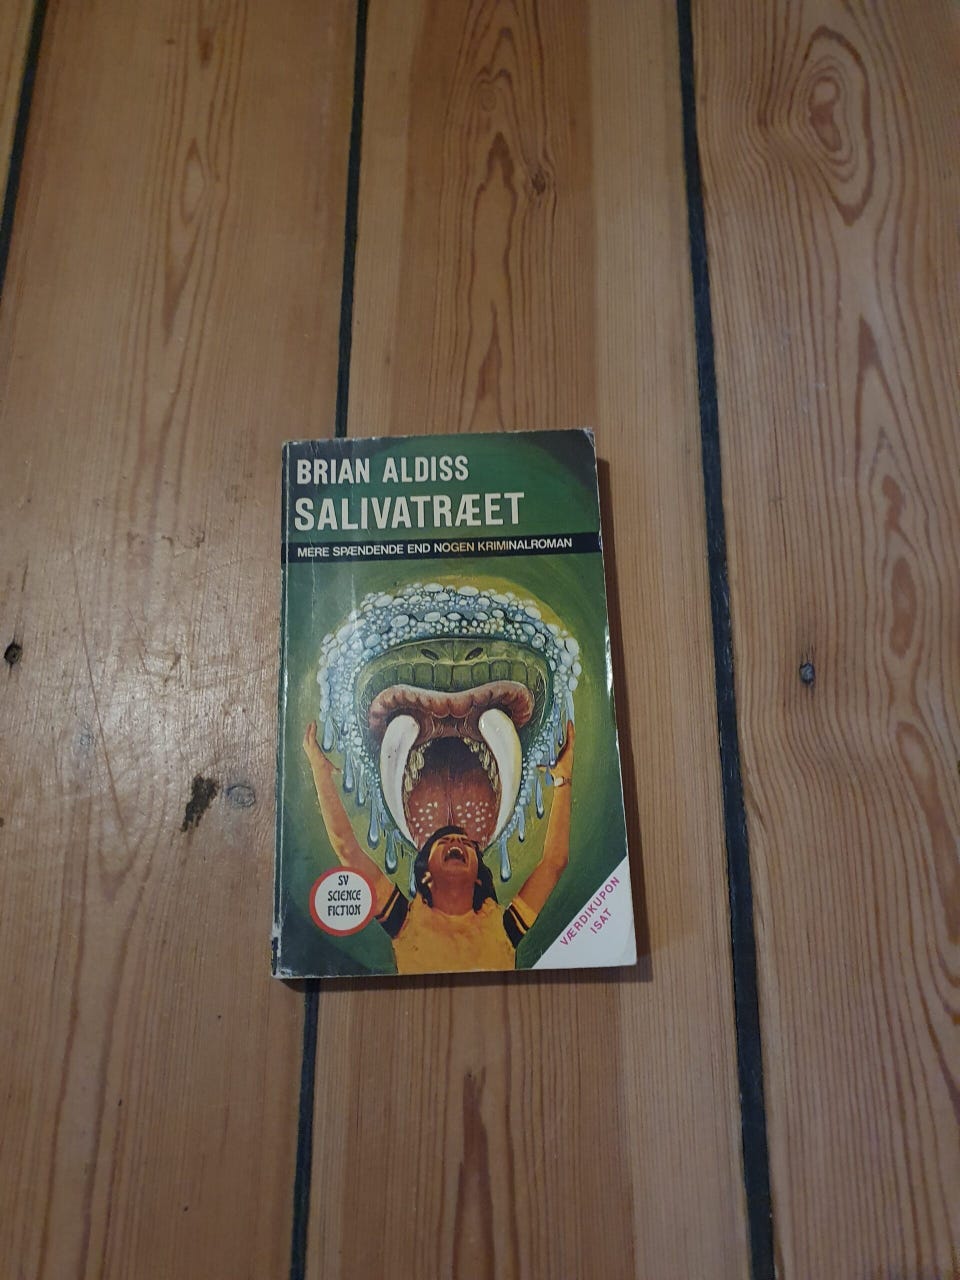 BRIAN ALDISS
SALIVATRÆET
MERE SPÆNDENDE END NOGEN KRIMINALROMAN
SV
SCIENCE
FICTION
VÆRDIKUPON
ISAT